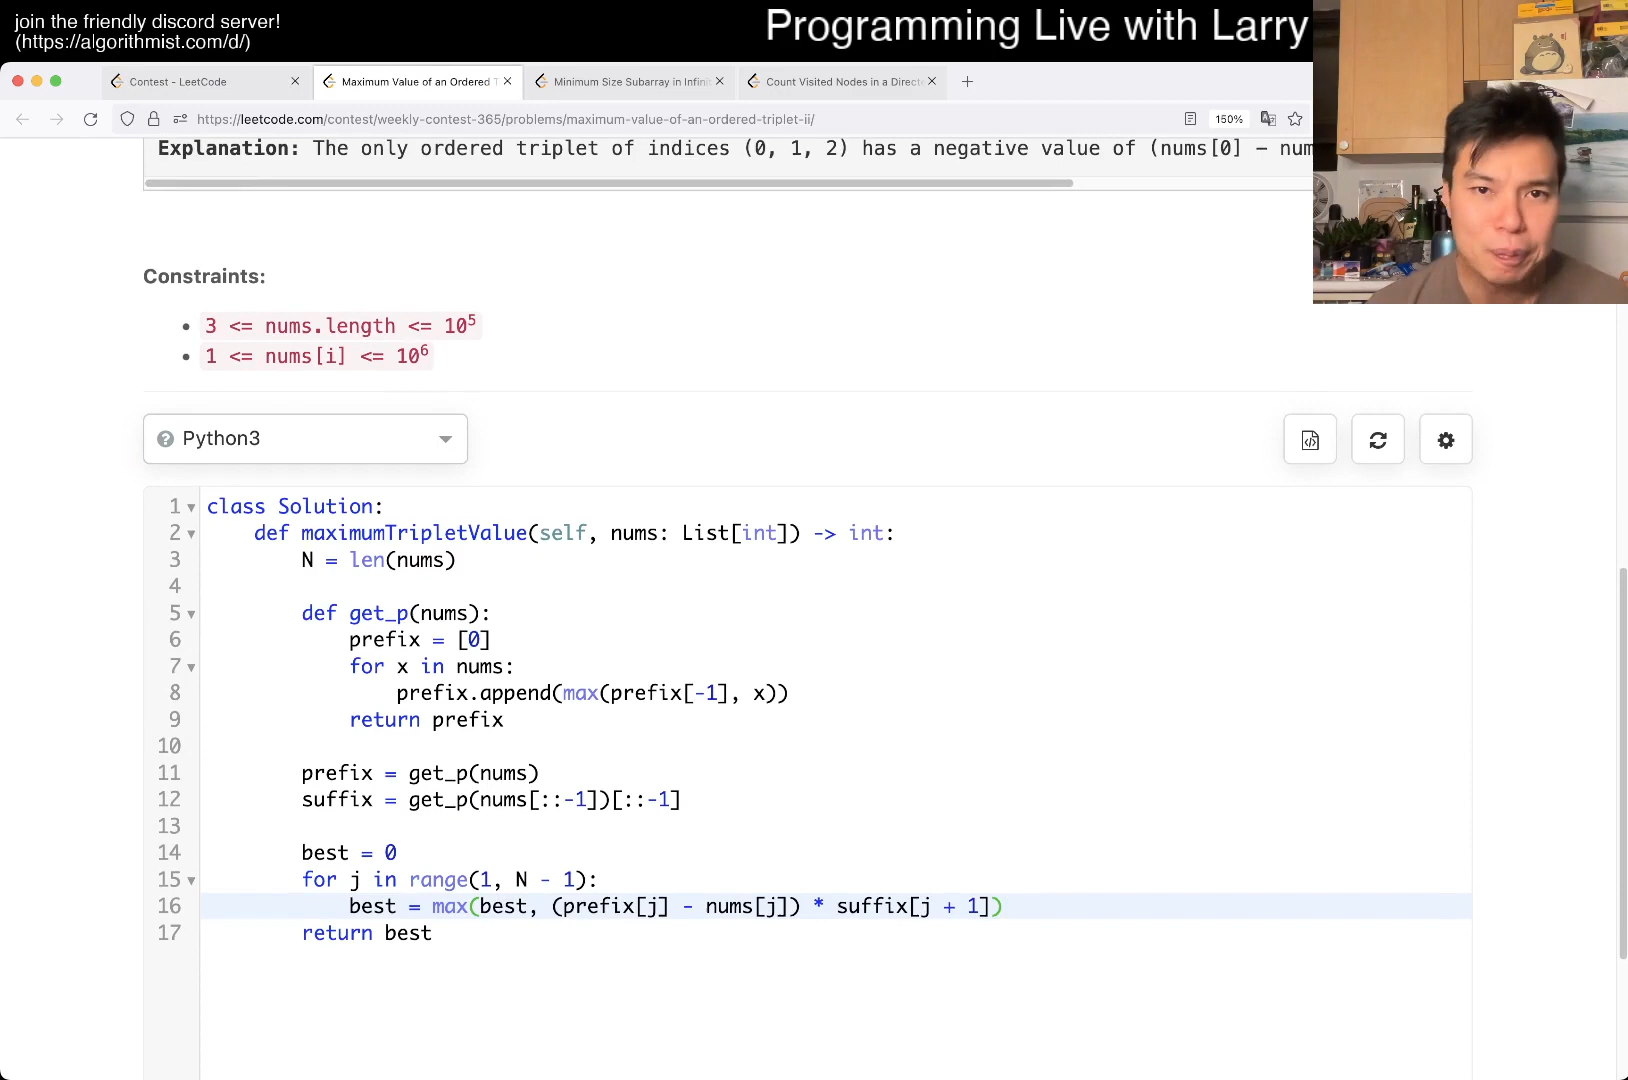 join the friendly discord server!
(https://algorithmist.com/d/)
Programming Live with Larry
Contest - LeetCode
Maximum Value of an Ordered T
Minimum Size Subarray in Infinit
Count Visited Nodes in a Directe
https://leetcode.com/contest/weekly-contest-365/problems/maximum-value-of-an-ordered-triplet-ii/
150%
Explanation: The only ordered triplet of indices (0, 1, 2) has a negative value of (nums[0] - num
Constraints:
3 <= nums.length <= 10^5
1 <= nums[i] <= 10^6
Python3
1 class Solution:
2     def maximumTripletValue(self, nums: List[int]) -> int:
3         N = len(nums)
4
5         def get_p(nums):
6             prefix = [0]
7             for x in nums:
8                 prefix.append(max(prefix[-1], x))
9             return prefix
10
11         prefix = get_p(nums)
12         suffix = get_p(nums[::-1])[::-1]
13
14         best = 0
15         for j in range(1, N - 1):
16             best = max(best, (prefix[j] - nums[j]) * suffix[j + 1])
17         return best